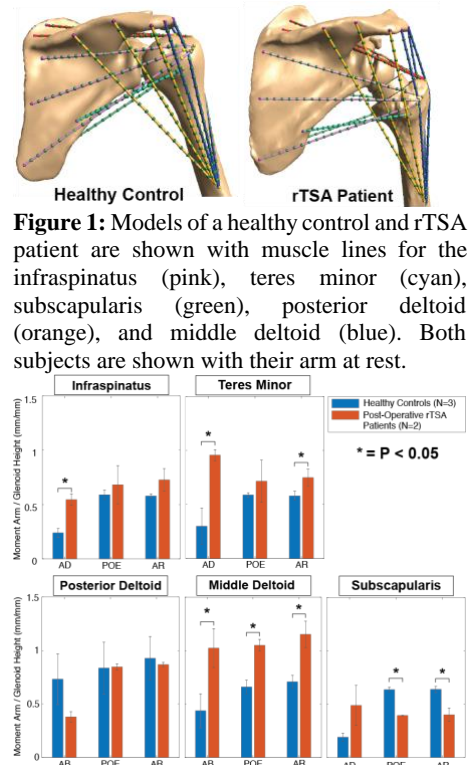 Healthy Control
rTSA Patient
Figure 1: Models of a healthy control and rTSA
patient are shown with muscle lines for the
infraspinatus (pink), teres minor (cyan),
subscapularis (green), posterior deltoid
(orange), and middle deltoid (blue). Both
subjects are shown with their arm at rest.
Infraspinatus
Teres Minor
Healthy Controls (N=3)
Post-Operative rTSA
Patients (N=2)
* = P < 0.05
Moment Arm / Glenoid Height (mm/mm)
1.5
1
0.5
0
*
AD
POE
AR
*
*
AD
POE
AR
Posterior Deltoid
Middle Deltoid
Subscapularis
Moment Arm / Glenoid Height (mm/mm)
1.5
1
0.5
0
AB
POE
AR
*
*
*
AB
POE
AR
*
*
AD
POE
AR